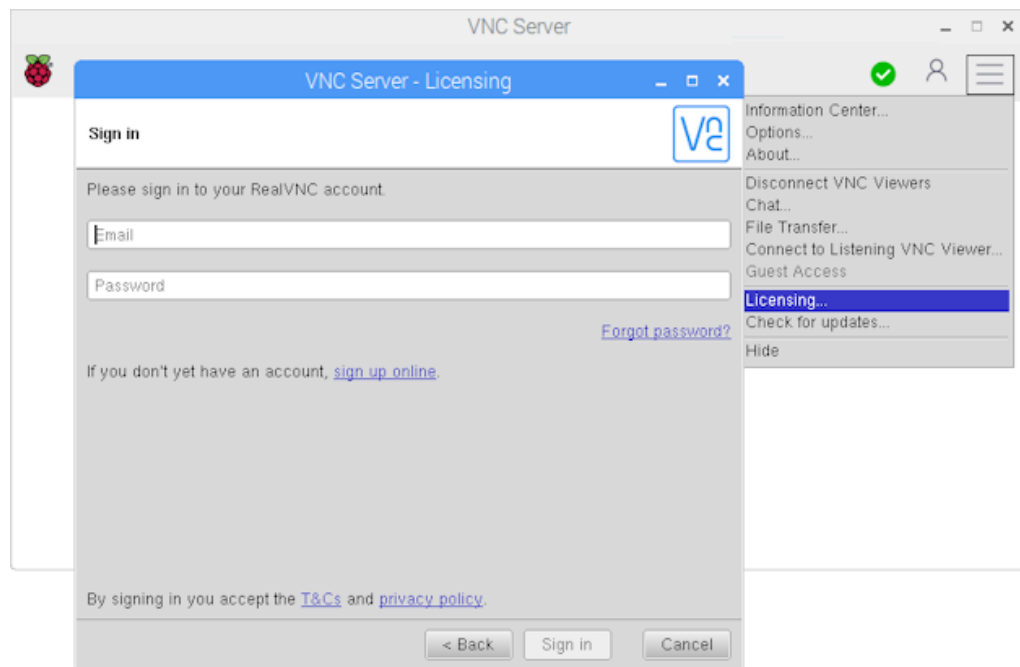 VNC Server
VNC Server - Licensing
Sign in
Please sign in to your RealVNC account.
Email
Password
Forgot password?
If you don't yet have an account, sign up online.
By signing in you accept the T&Cs and privacy policy.
< Back
Sign in
Cancel
Information Center...
Options...
About...
Disconnect VNC Viewers
Chat...
File Transfer...
Connect to Listening VNC Viewer...
Guest Access
Licensing...
Check for updates...
Hide